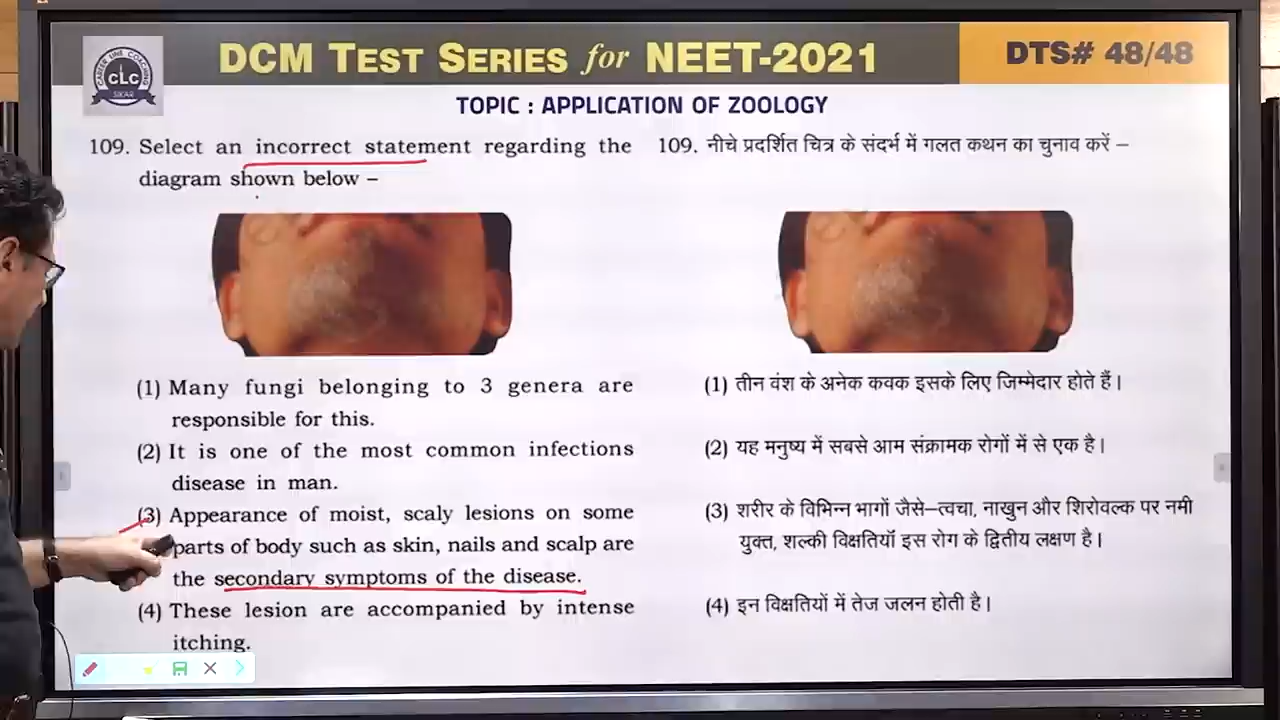 DCM TEST SERIES for NEET-2021
DTS# 48/48
CAREER LINE COACHING
CLC
SIKAR
TOPIC : APPLICATION OF ZOOLOGY
109. Select an incorrect statement regarding the
diagram shown below –
(1) Many fungi belonging to 3 genera are
responsible for this.
(2) It is one of the most common infections
disease in man.
(3) Appearance of moist, scaly lesions on some
parts of body such as skin, nails and scalp are
the secondary symptoms of the disease.
(4) These lesion are accompanied by intense
itching.
109. नीचे प्रदर्शित चित्र के संदर्भ में गलत कथन का चुनाव करें –
(1) तीन वंश के अनेक कवक इसके लिए जिम्मेदार होते हैं।
(2) यह मनुष्य में सबसे आम संक्रामक रोगों में से एक है।
(3) शरीर के विभिन्न भागों जैसे–त्वचा, नाखुन और शिरोवल्क पर नमी
युक्त, शल्की विक्षतियॉ इस रोग के द्वितीय लक्षण है।
(4) इन विक्षतियों में तेज जलन होती है।